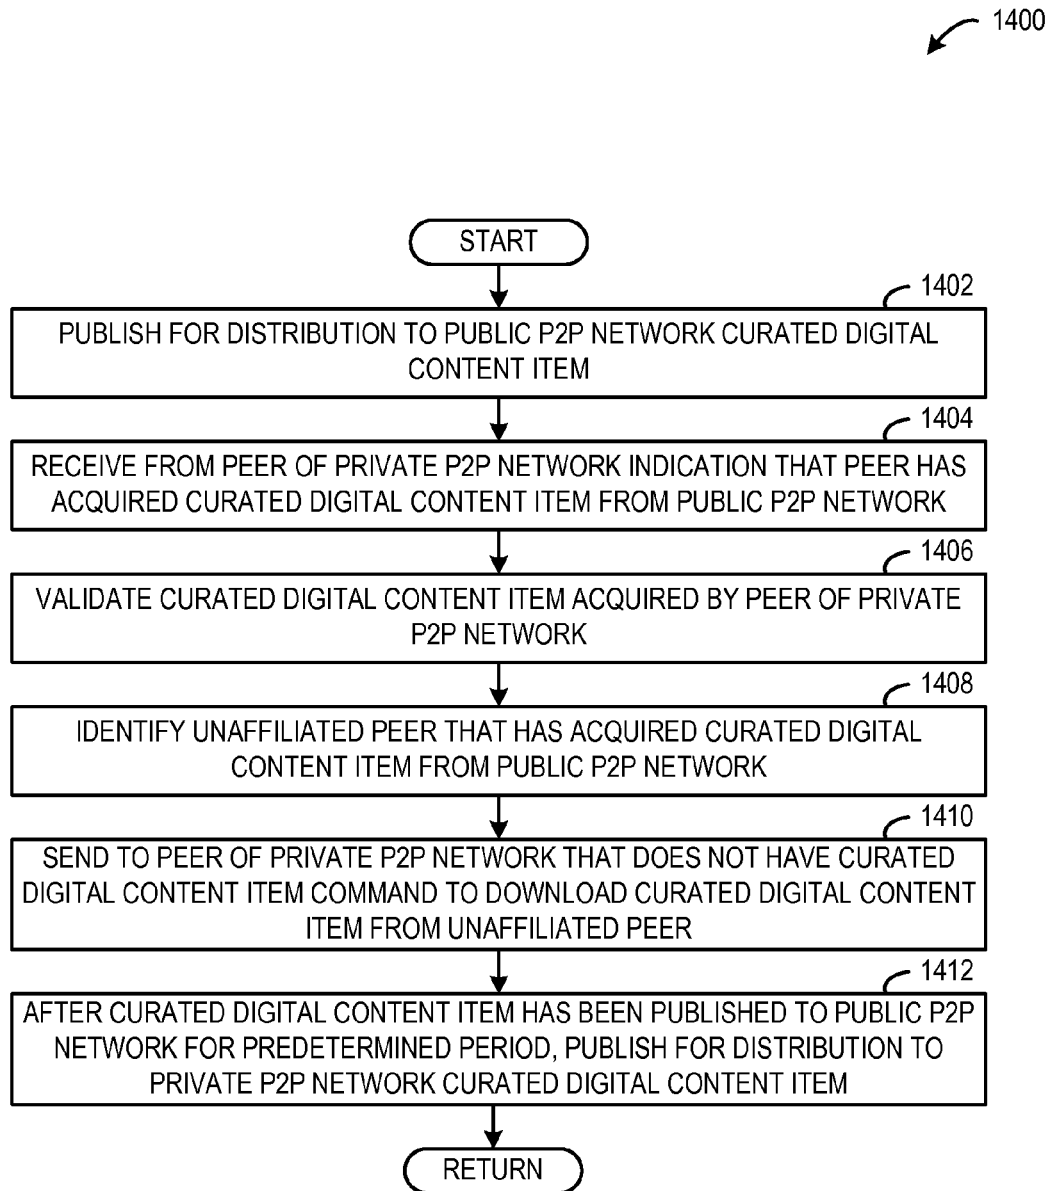 1400
START
1402
PUBLISH FOR DISTRIBUTION TO PUBLIC P2P NETWORK CURATED DIGITAL
CONTENT ITEM
1404
RECEIVE FROM PEER OF PRIVATE P2P NETWORK INDICATION THAT PEER HAS
ACQUIRED CURATED DIGITAL CONTENT ITEM FROM PUBLIC P2P NETWORK
1406
VALIDATE CURATED DIGITAL CONTENT ITEM ACQUIRED BY PEER OF PRIVATE
P2P NETWORK
1408
IDENTIFY UNAFFILIATED PEER THAT HAS ACQUIRED CURATED DIGITAL
CONTENT ITEM FROM PUBLIC P2P NETWORK
1410
SEND TO PEER OF PRIVATE P2P NETWORK THAT DOES NOT HAVE CURATED
DIGITAL CONTENT ITEM COMMAND TO DOWNLOAD CURATED DIGITAL CONTENT
ITEM FROM UNAFFILIATED PEER
1412
AFTER CURATED DIGITAL CONTENT ITEM HAS BEEN PUBLISHED TO PUBLIC P2P
NETWORK FOR PREDETERMINED PERIOD, PUBLISH FOR DISTRIBUTION TO
PRIVATE P2P NETWORK CURATED DIGITAL CONTENT ITEM
RETURN